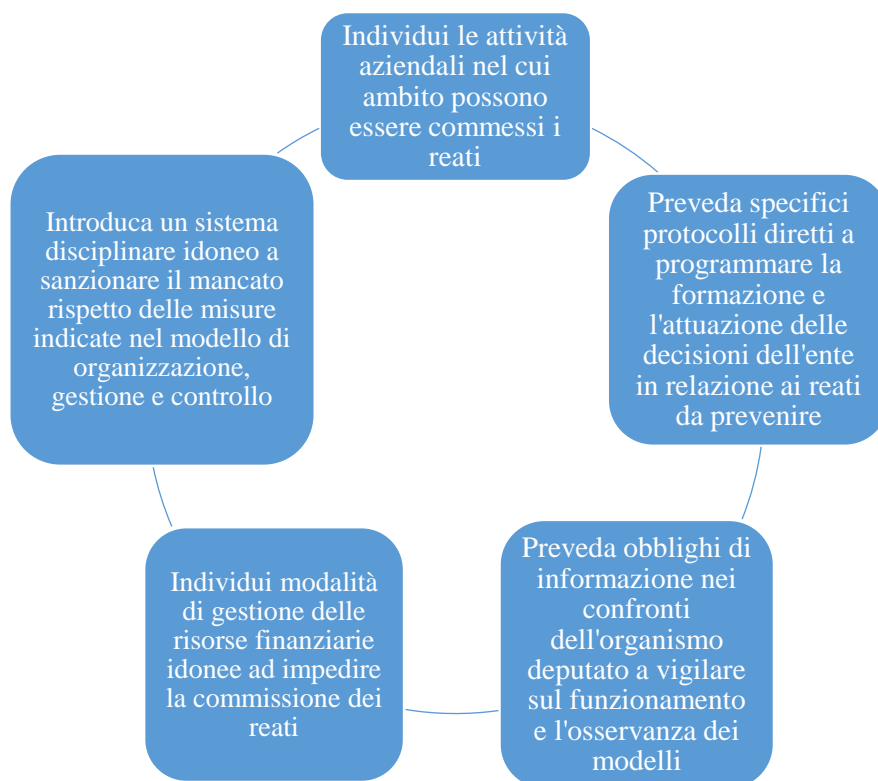 Individui le attività
aziendali nel cui
ambito possono
essere commessi i
reati
Preveda specifici
protocolli diretti a
programmare la
formazione e
l'attuazione delle
decisioni dell'ente
in relazione ai reati
da prevenire
Preveda obblighi di
informazione nei
confronti
dell'organismo
deputato a vigilare
sul funzionamento
e l'osservanza dei
modelli
Individui modalità
di gestione delle
risorse finanziarie
idonee ad impedire
la commissione dei
reati
Introduca un sistema
disciplinare idoneo a
sanzionare il mancato
rispetto delle misure
indicate nel modello di
organizzazione,
gestione e controllo